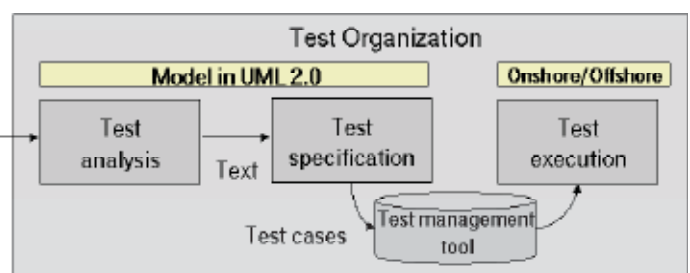 Test Organization
Model in UML 2.0
Onshore/Offshore
Test
analysis
Text
Test
specification
Test
execution
Test cases
Test management
tool